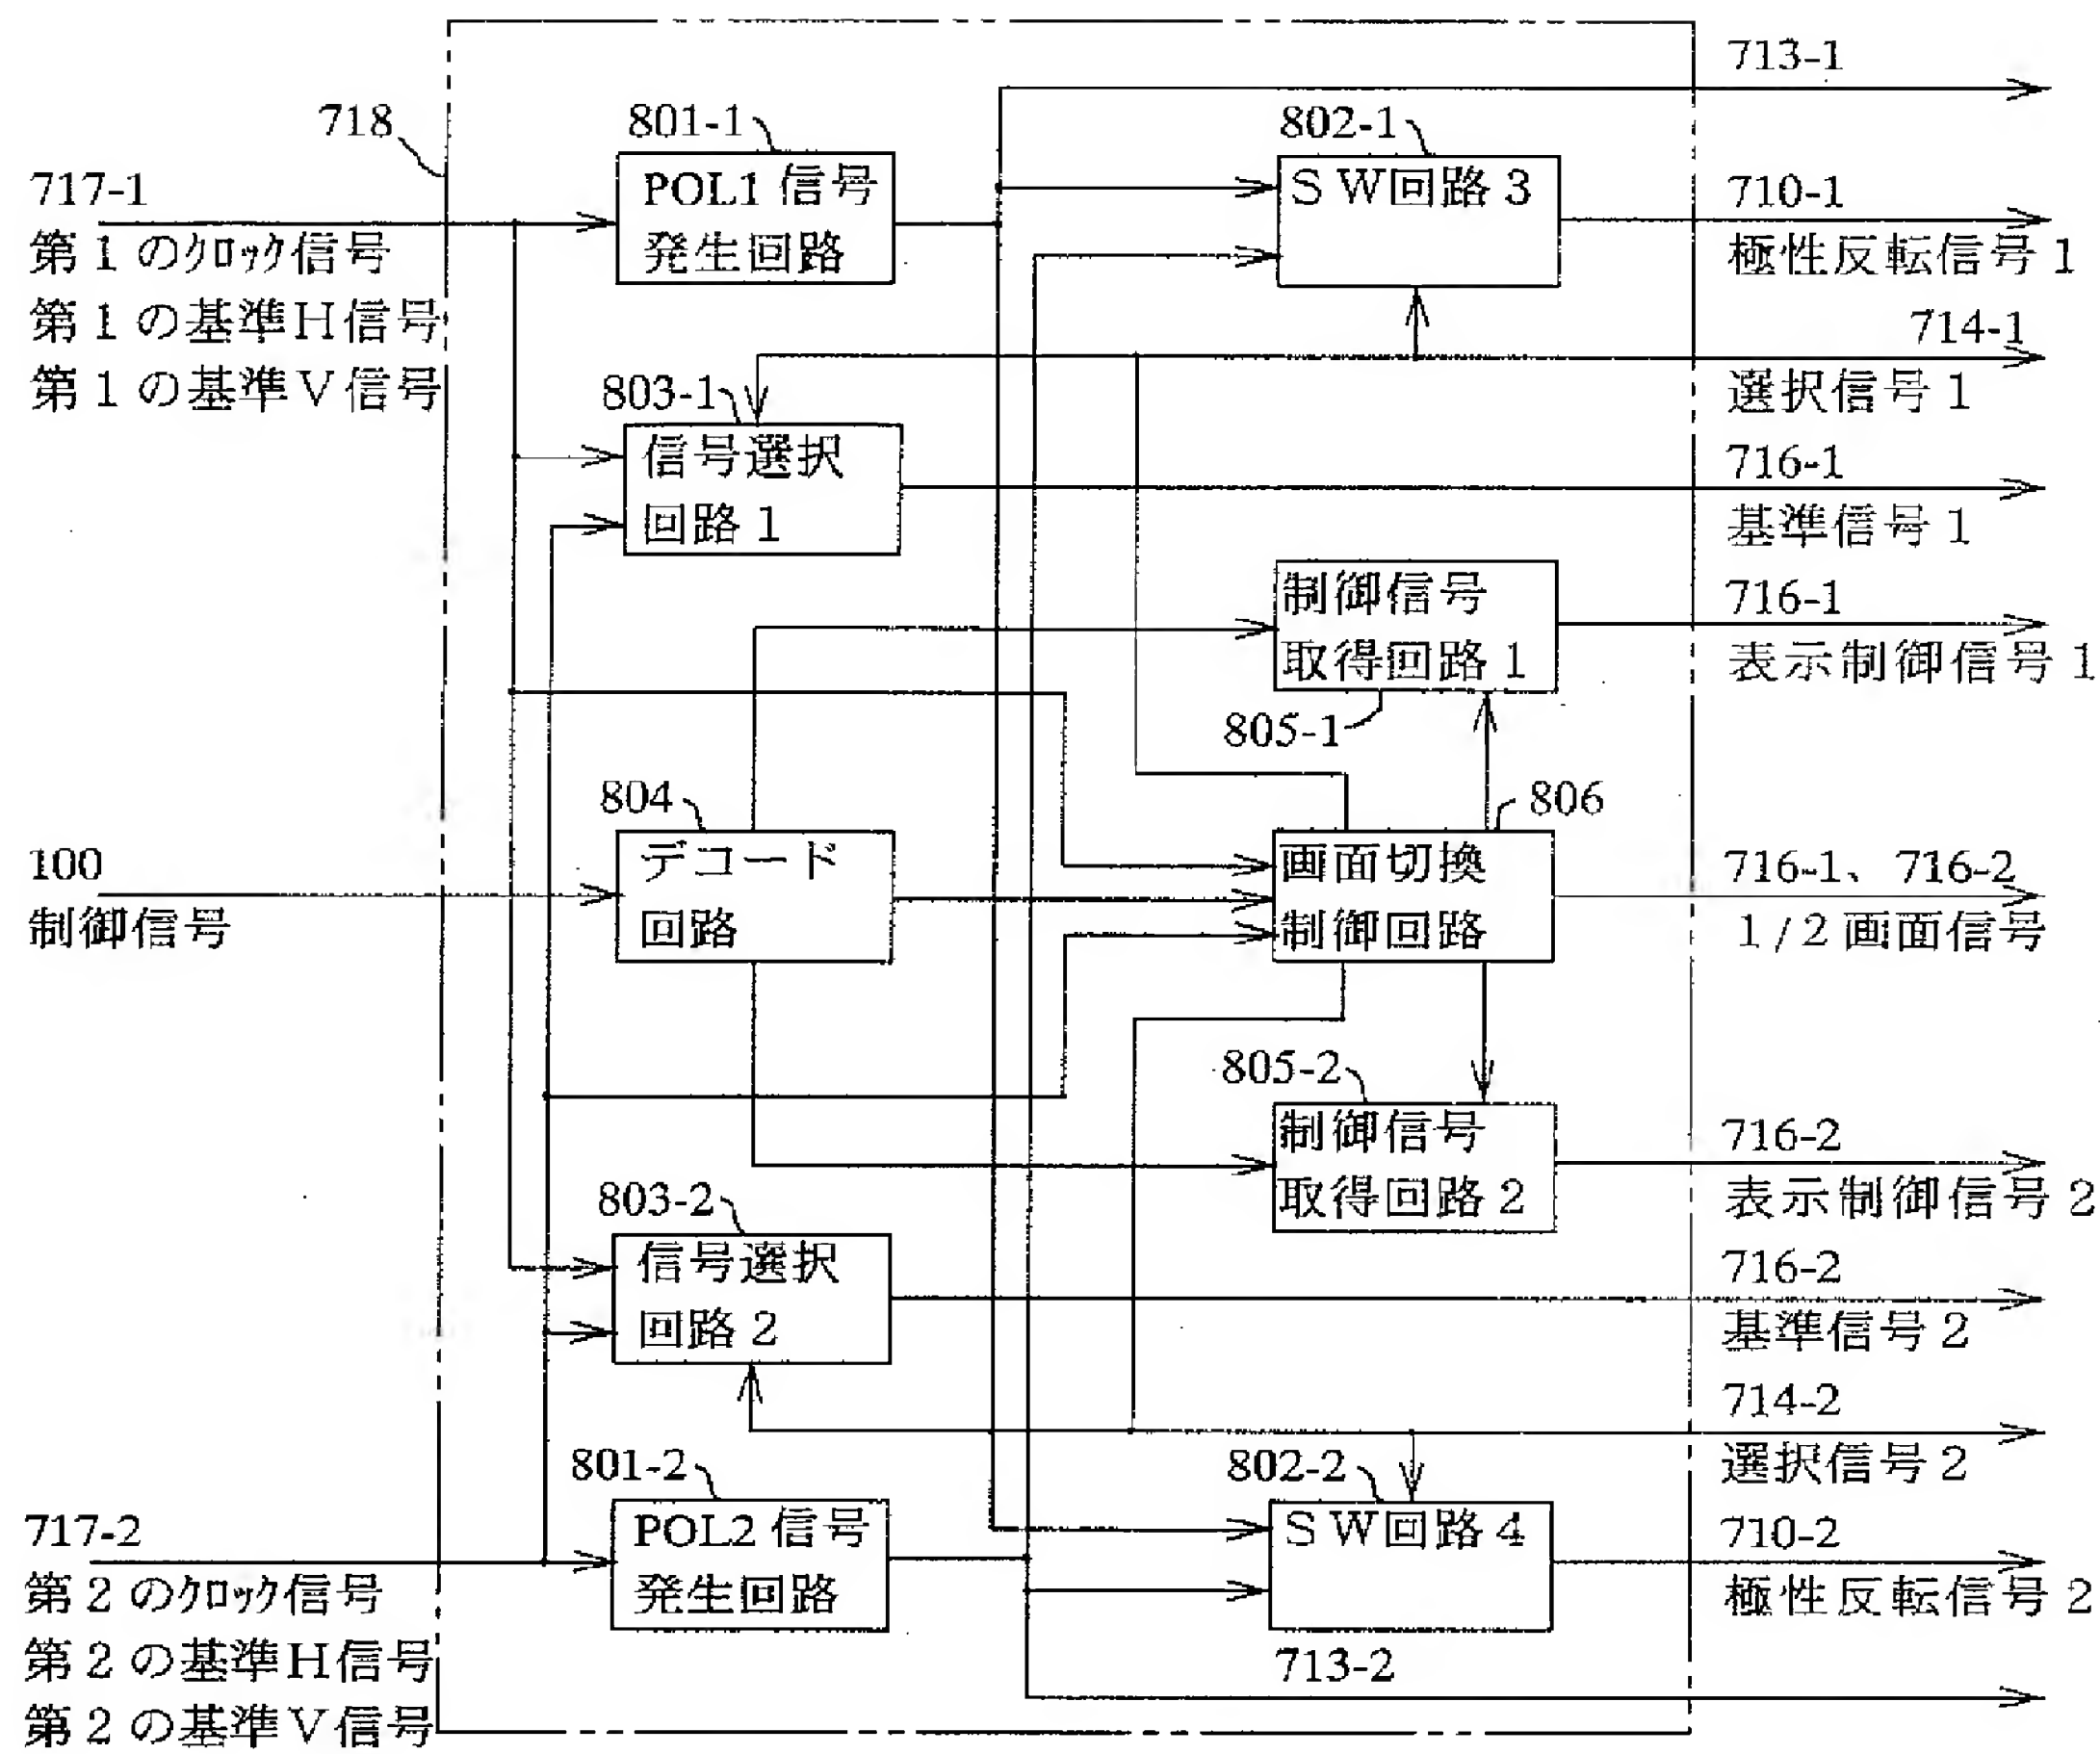 713-1
718
801-1
802-1
717-1
POL1信号
発生回路
SW回路3
710-1
第1のｸﾛｯｸ信号
極性反転信号1
第1の基準H信号
714-1
第1の基準V信号
803-1
選択信号1
信号選択
回路1
716-1
基準信号1
制御信号
取得回路1
716-1
表示制御信号1
805-1
804
806
100
制御信号
デコード
回路
画面切換
制御回路
716-1、716-2
1/2画面信号
805-2
制御信号
取得回路2
716-2
表示制御信号2
803-2
信号選択
回路2
716-2
基準信号2
714-2
選択信号2
801-2
802-2
717-2
POL2信号
発生回路
SW回路4
710-2
第2のｸﾛｯｸ信号
極性反転信号2
第2の基準H信号
713-2
第2の基準V信号